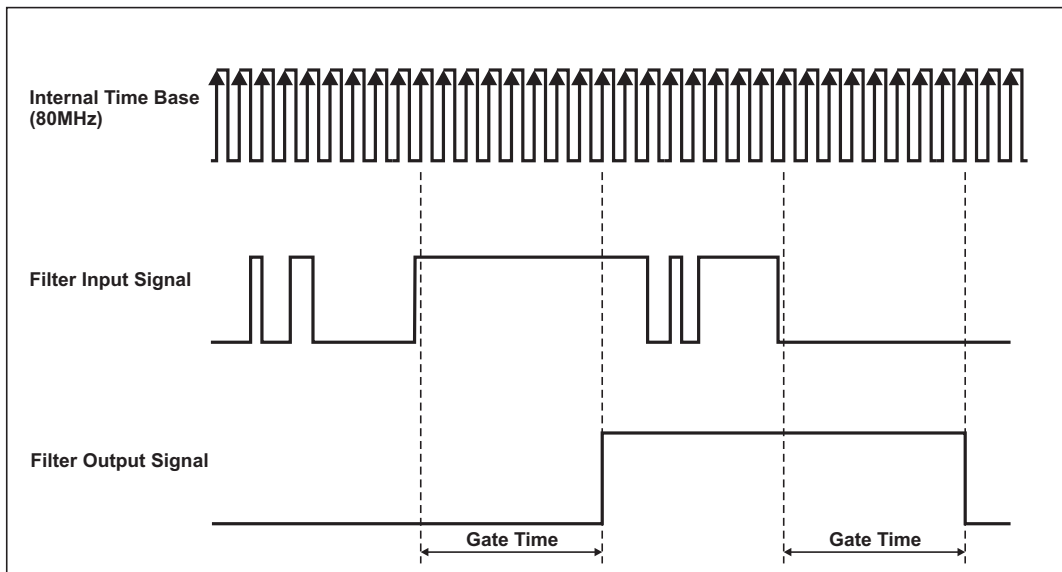 Internal Time Base
(80MHz)
Filter Input Signal
Filter Output Signal
Gate Time
Gate Time